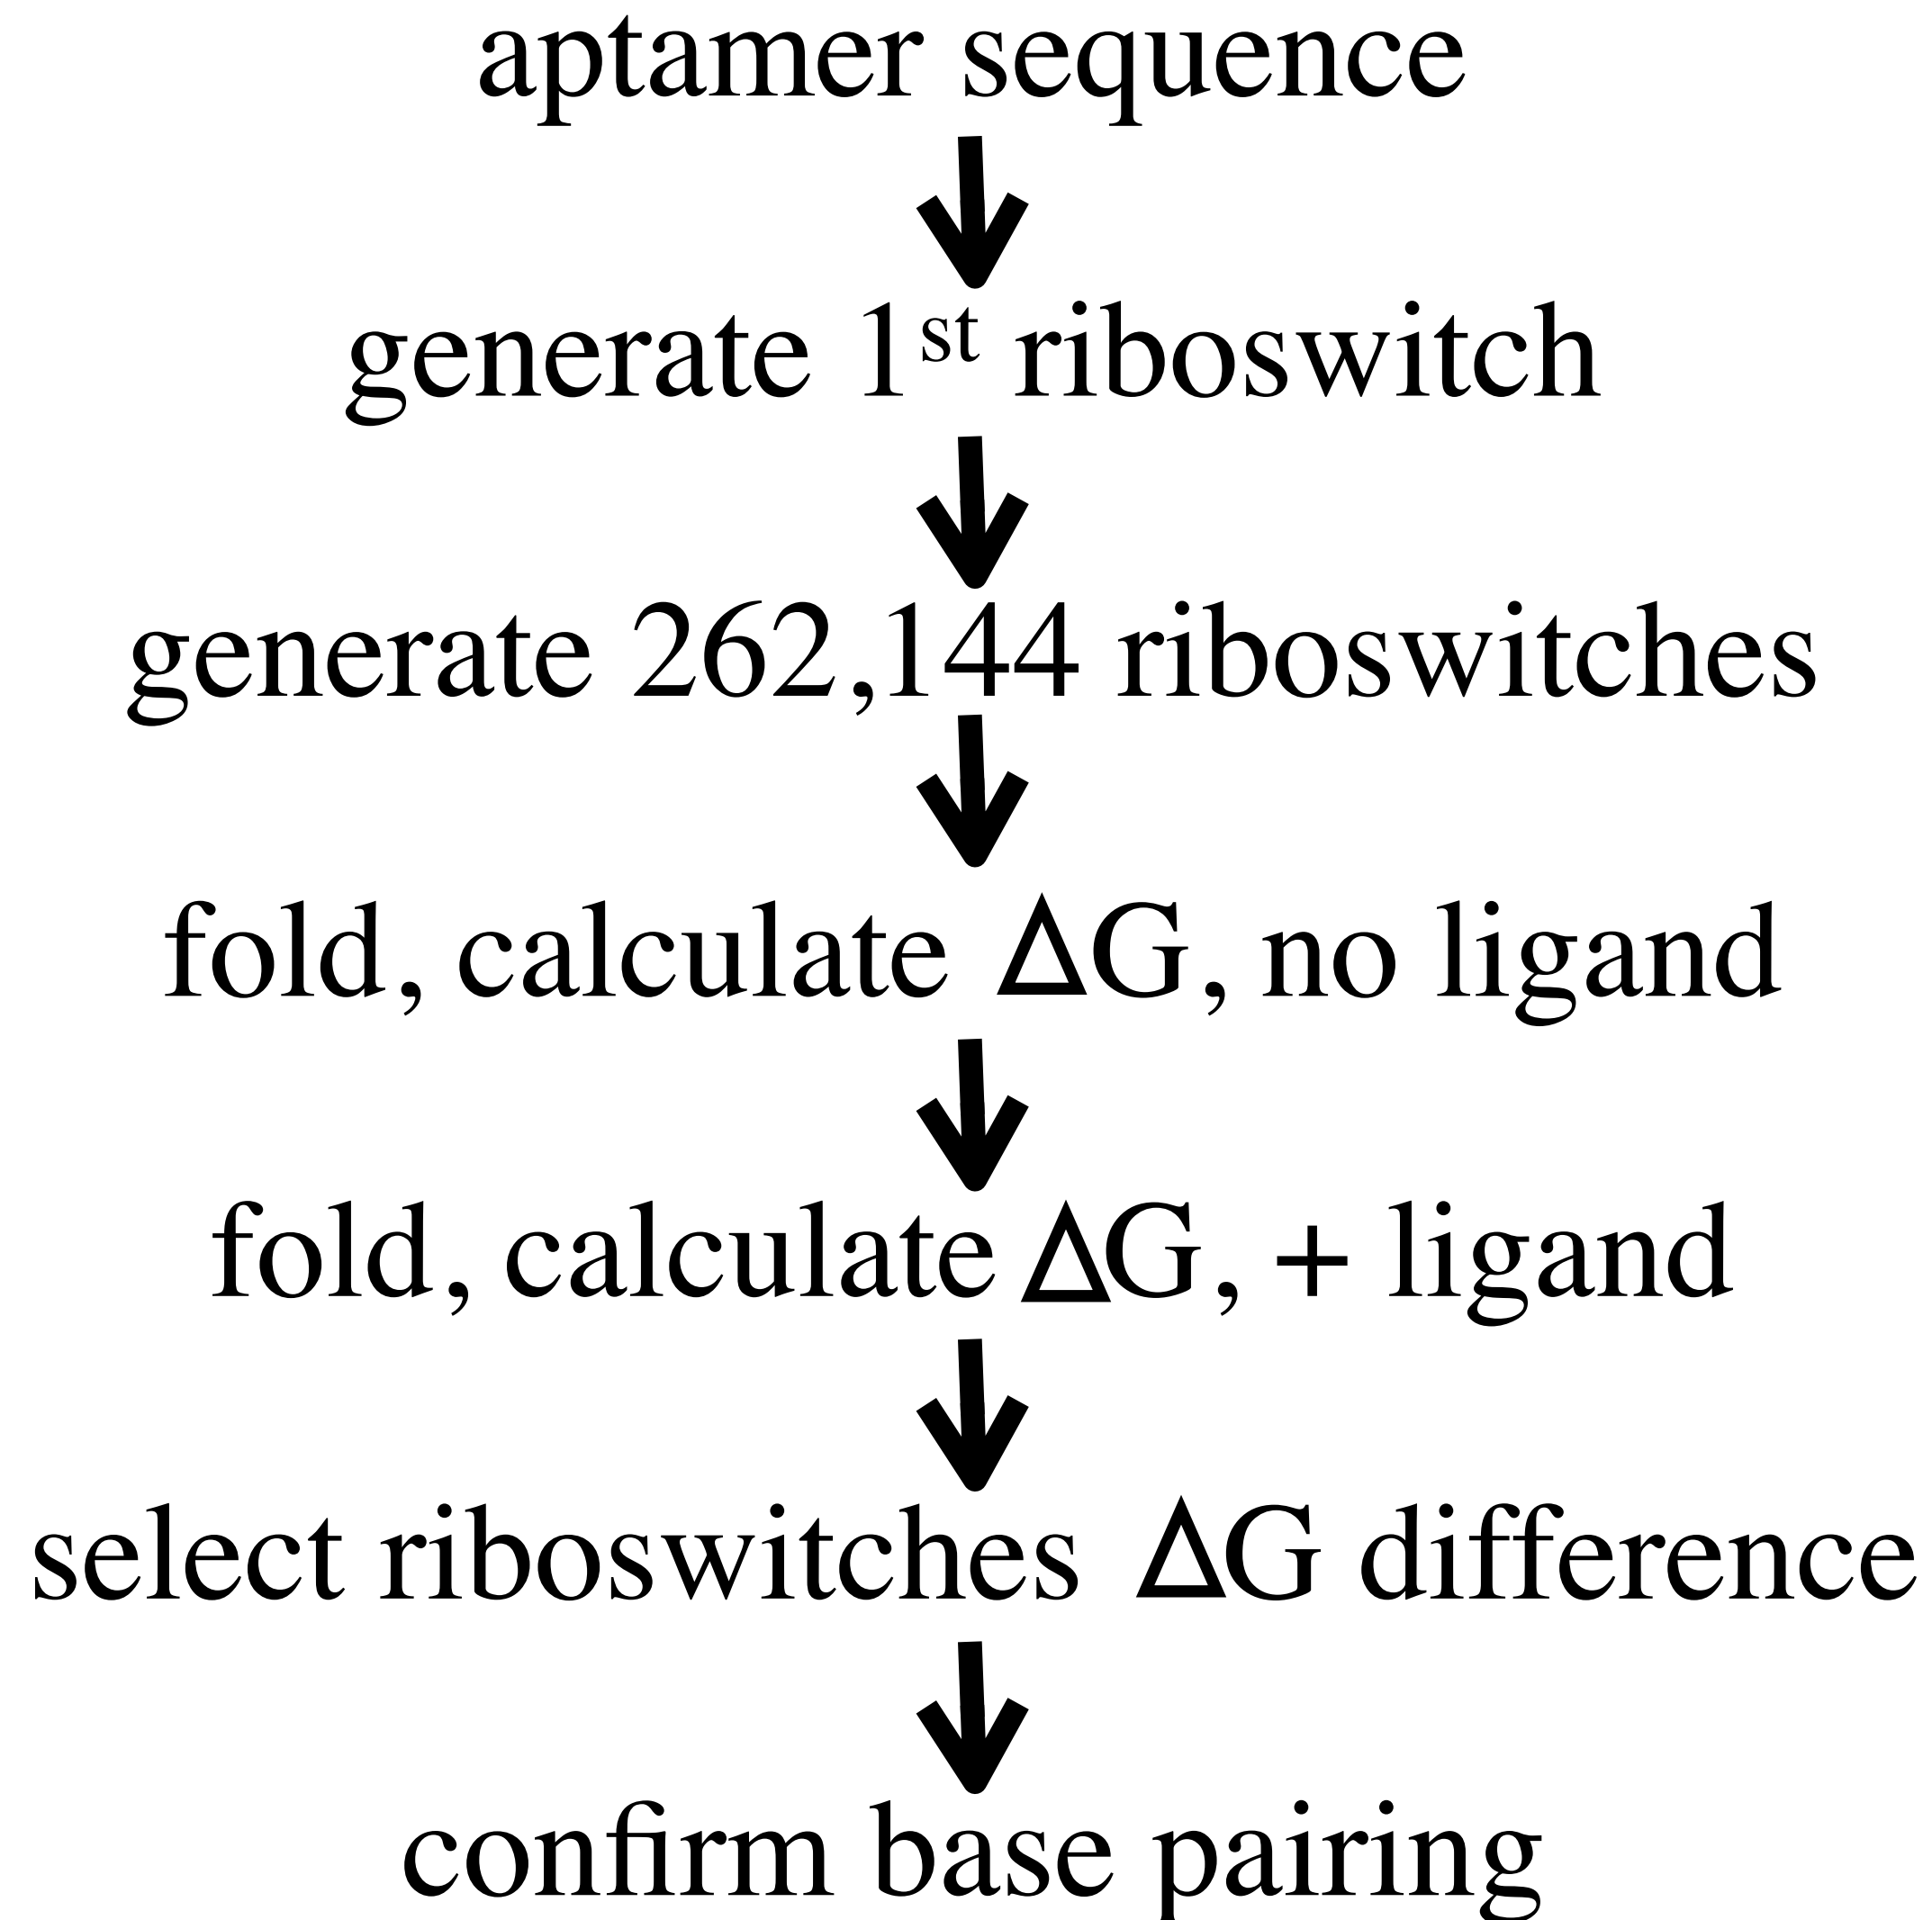 aptamer sequence
generate 1st riboswitch
generate 262,144 riboswitches
fold, calculate ΔG, no ligand
fold, calculate ΔG , + ligand
select riboswitches ΔG difference
confirm base pairing